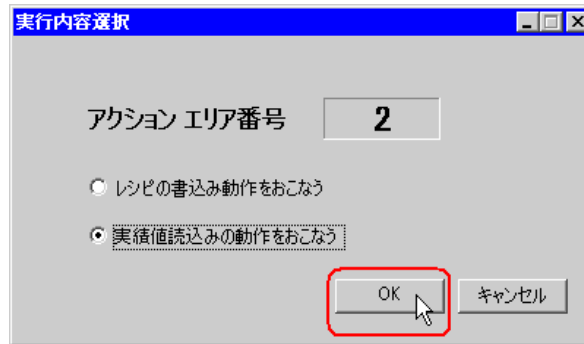 実行内容選択
アクション エリア番号 2
レシピの書込み動作をおこなう
実績値読込みの動作をおこなう
OK キャンセル